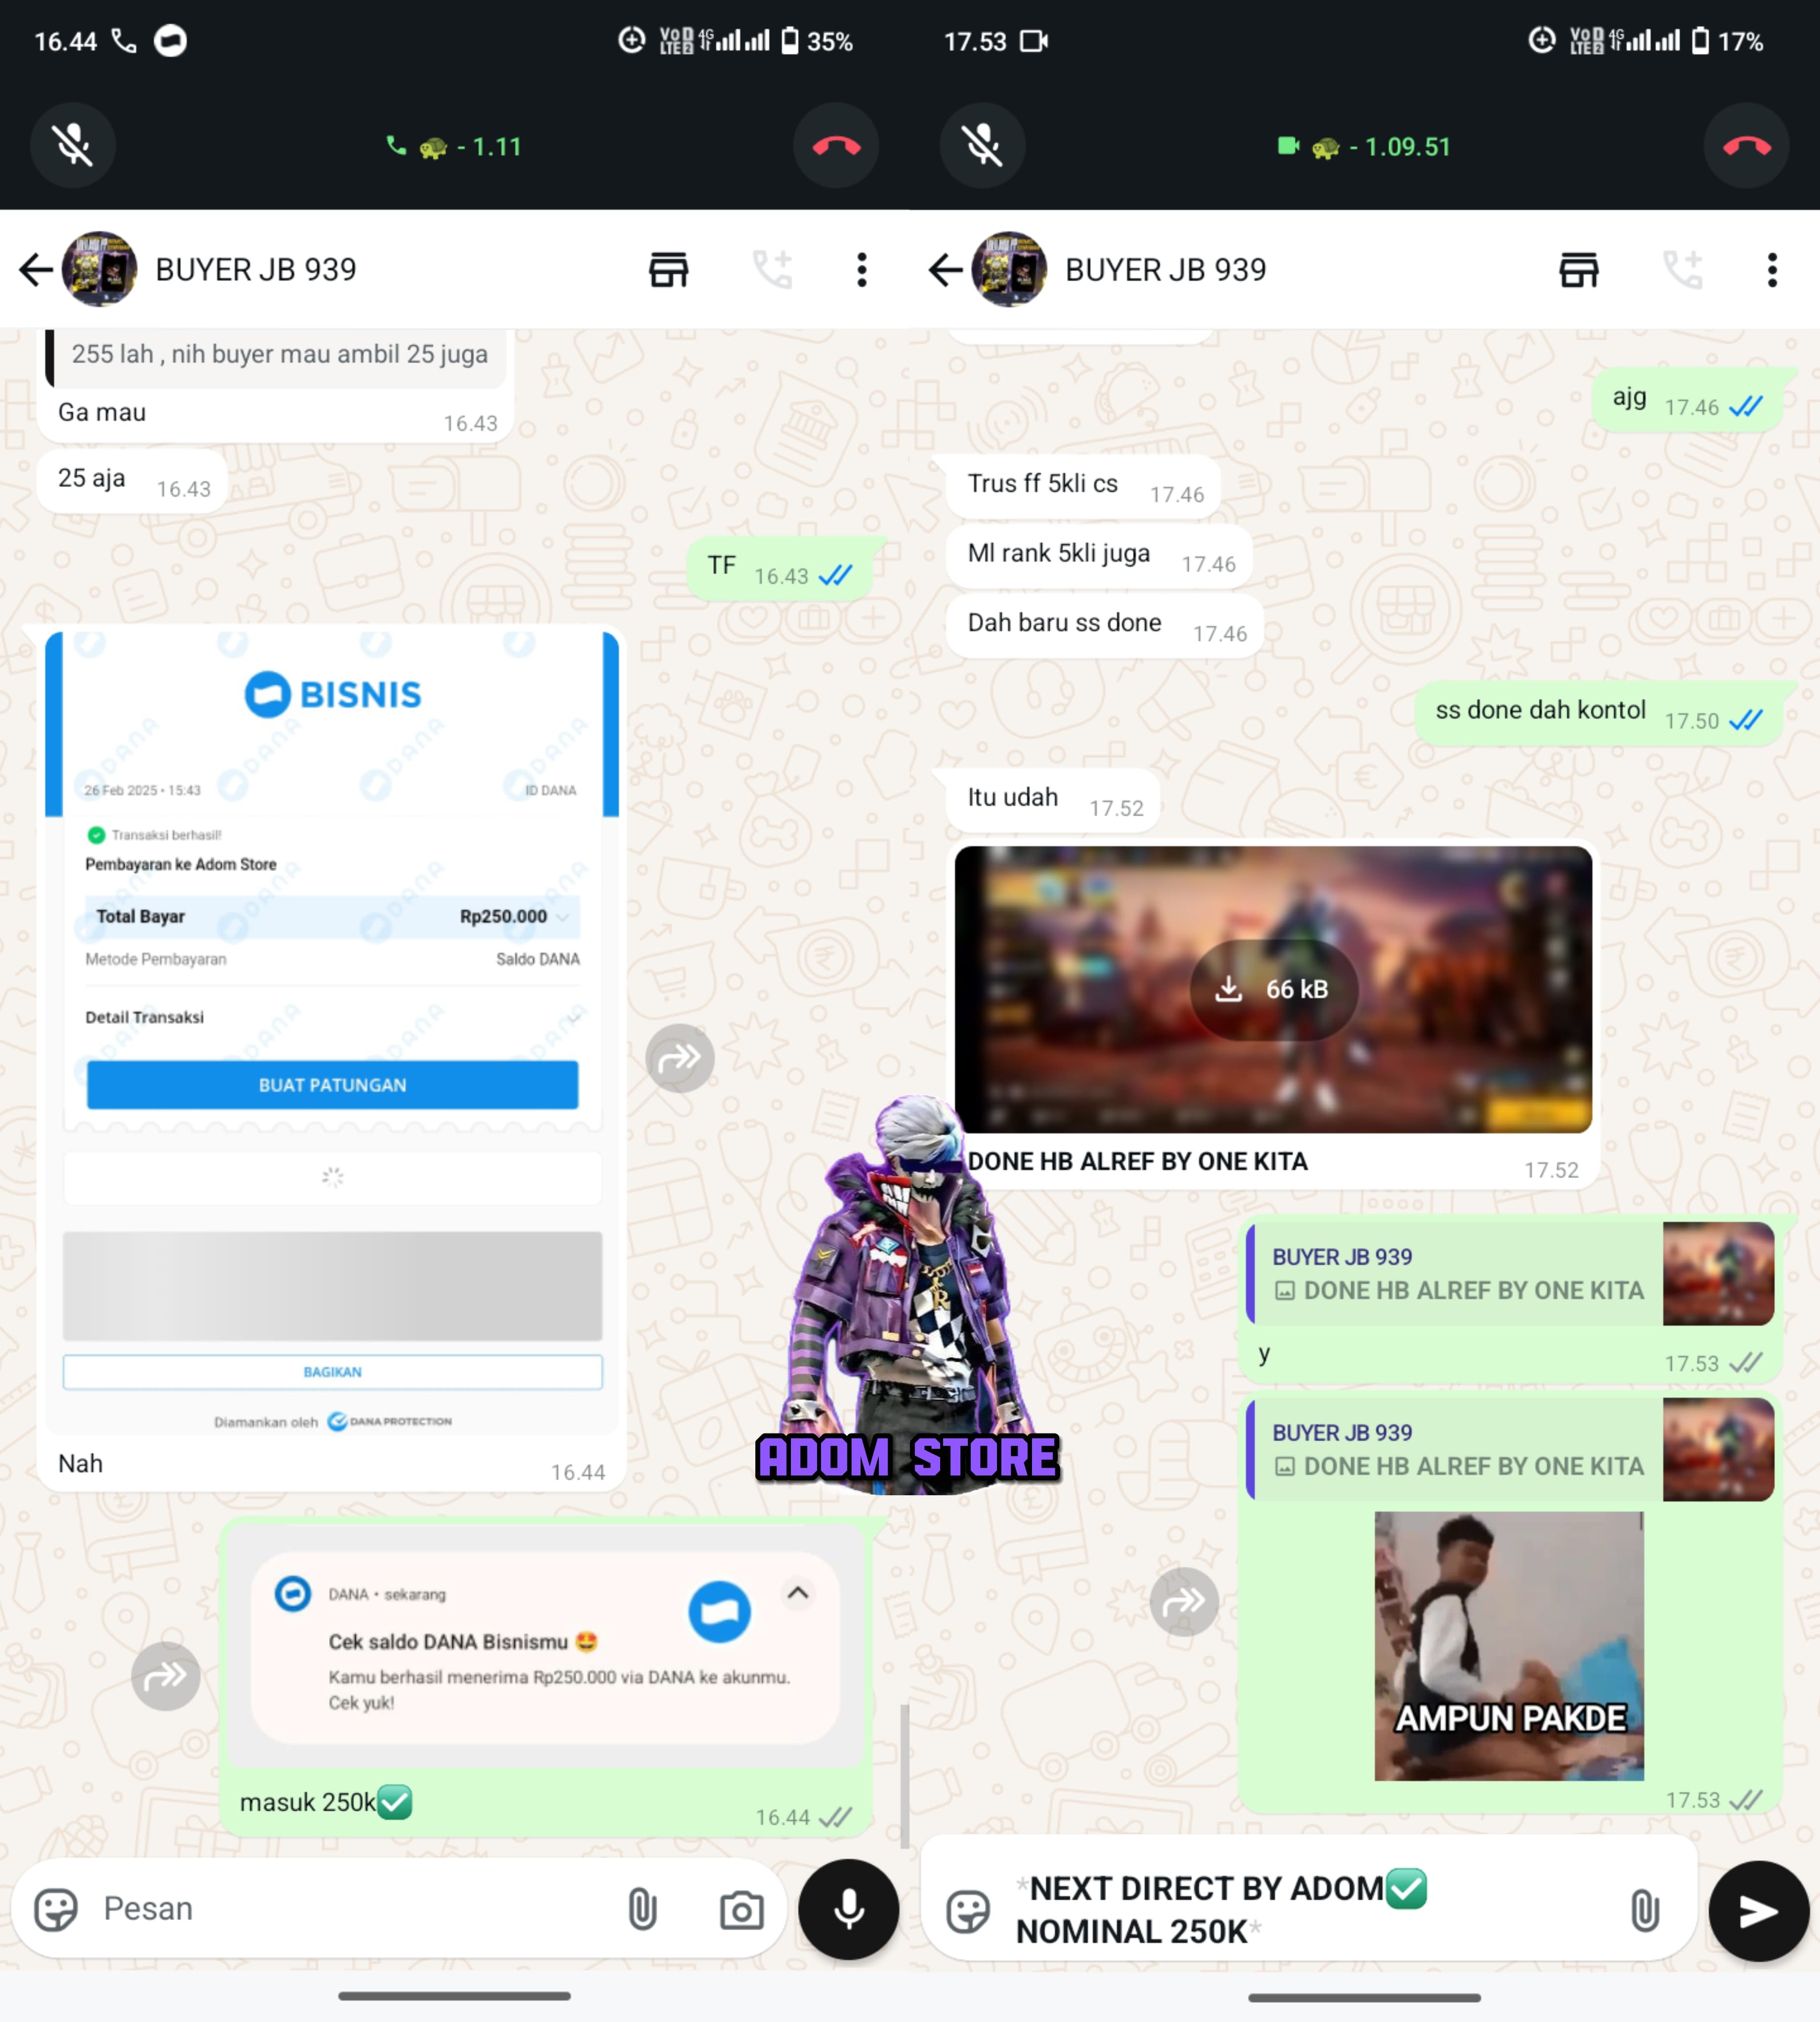 16.44
35%
- 1.11
BUYER JB 939
255 lah , nih buyer mau ambil 25 juga
Ga mau
16.43
25 aja
16.43
TF
16.43
BISNIS
26 Feb 2025 • 15:43
ID DANA
Transaksi berhasil!
Pembayaran ke Adom Store
Total Bayar
Rp250.000
Metode Pembayaran
Saldo DANA
Detail Transaksi
BUAT PATUNGAN
BAGIKAN
Diamankan oleh DANA PROTECTION
Nah
16.44
DANA • sekarang
Cek saldo DANA Bisnismu 🤩
Kamu berhasil menerima Rp250.000 via DANA ke akunmu.
Cek yuk!
masuk 250k✅
16.44
Pesan
ADOM STORE
17.53
17%
- 1.09.51
BUYER JB 939
ajg
17.46
Trus ff 5kli cs
17.46
Ml rank 5kli juga
17.46
Dah baru ss done
17.46
ss done dah kontol
17.50
Itu udah
17.52
66 kB
DONE HB ALREF BY ONE KITA
17.52
BUYER JB 939
DONE HB ALREF BY ONE KITA
y
17.53
BUYER JB 939
DONE HB ALREF BY ONE KITA
AMPUN PAKDE
17.53
*NEXT DIRECT BY ADOM✅
NOMINAL 250K*